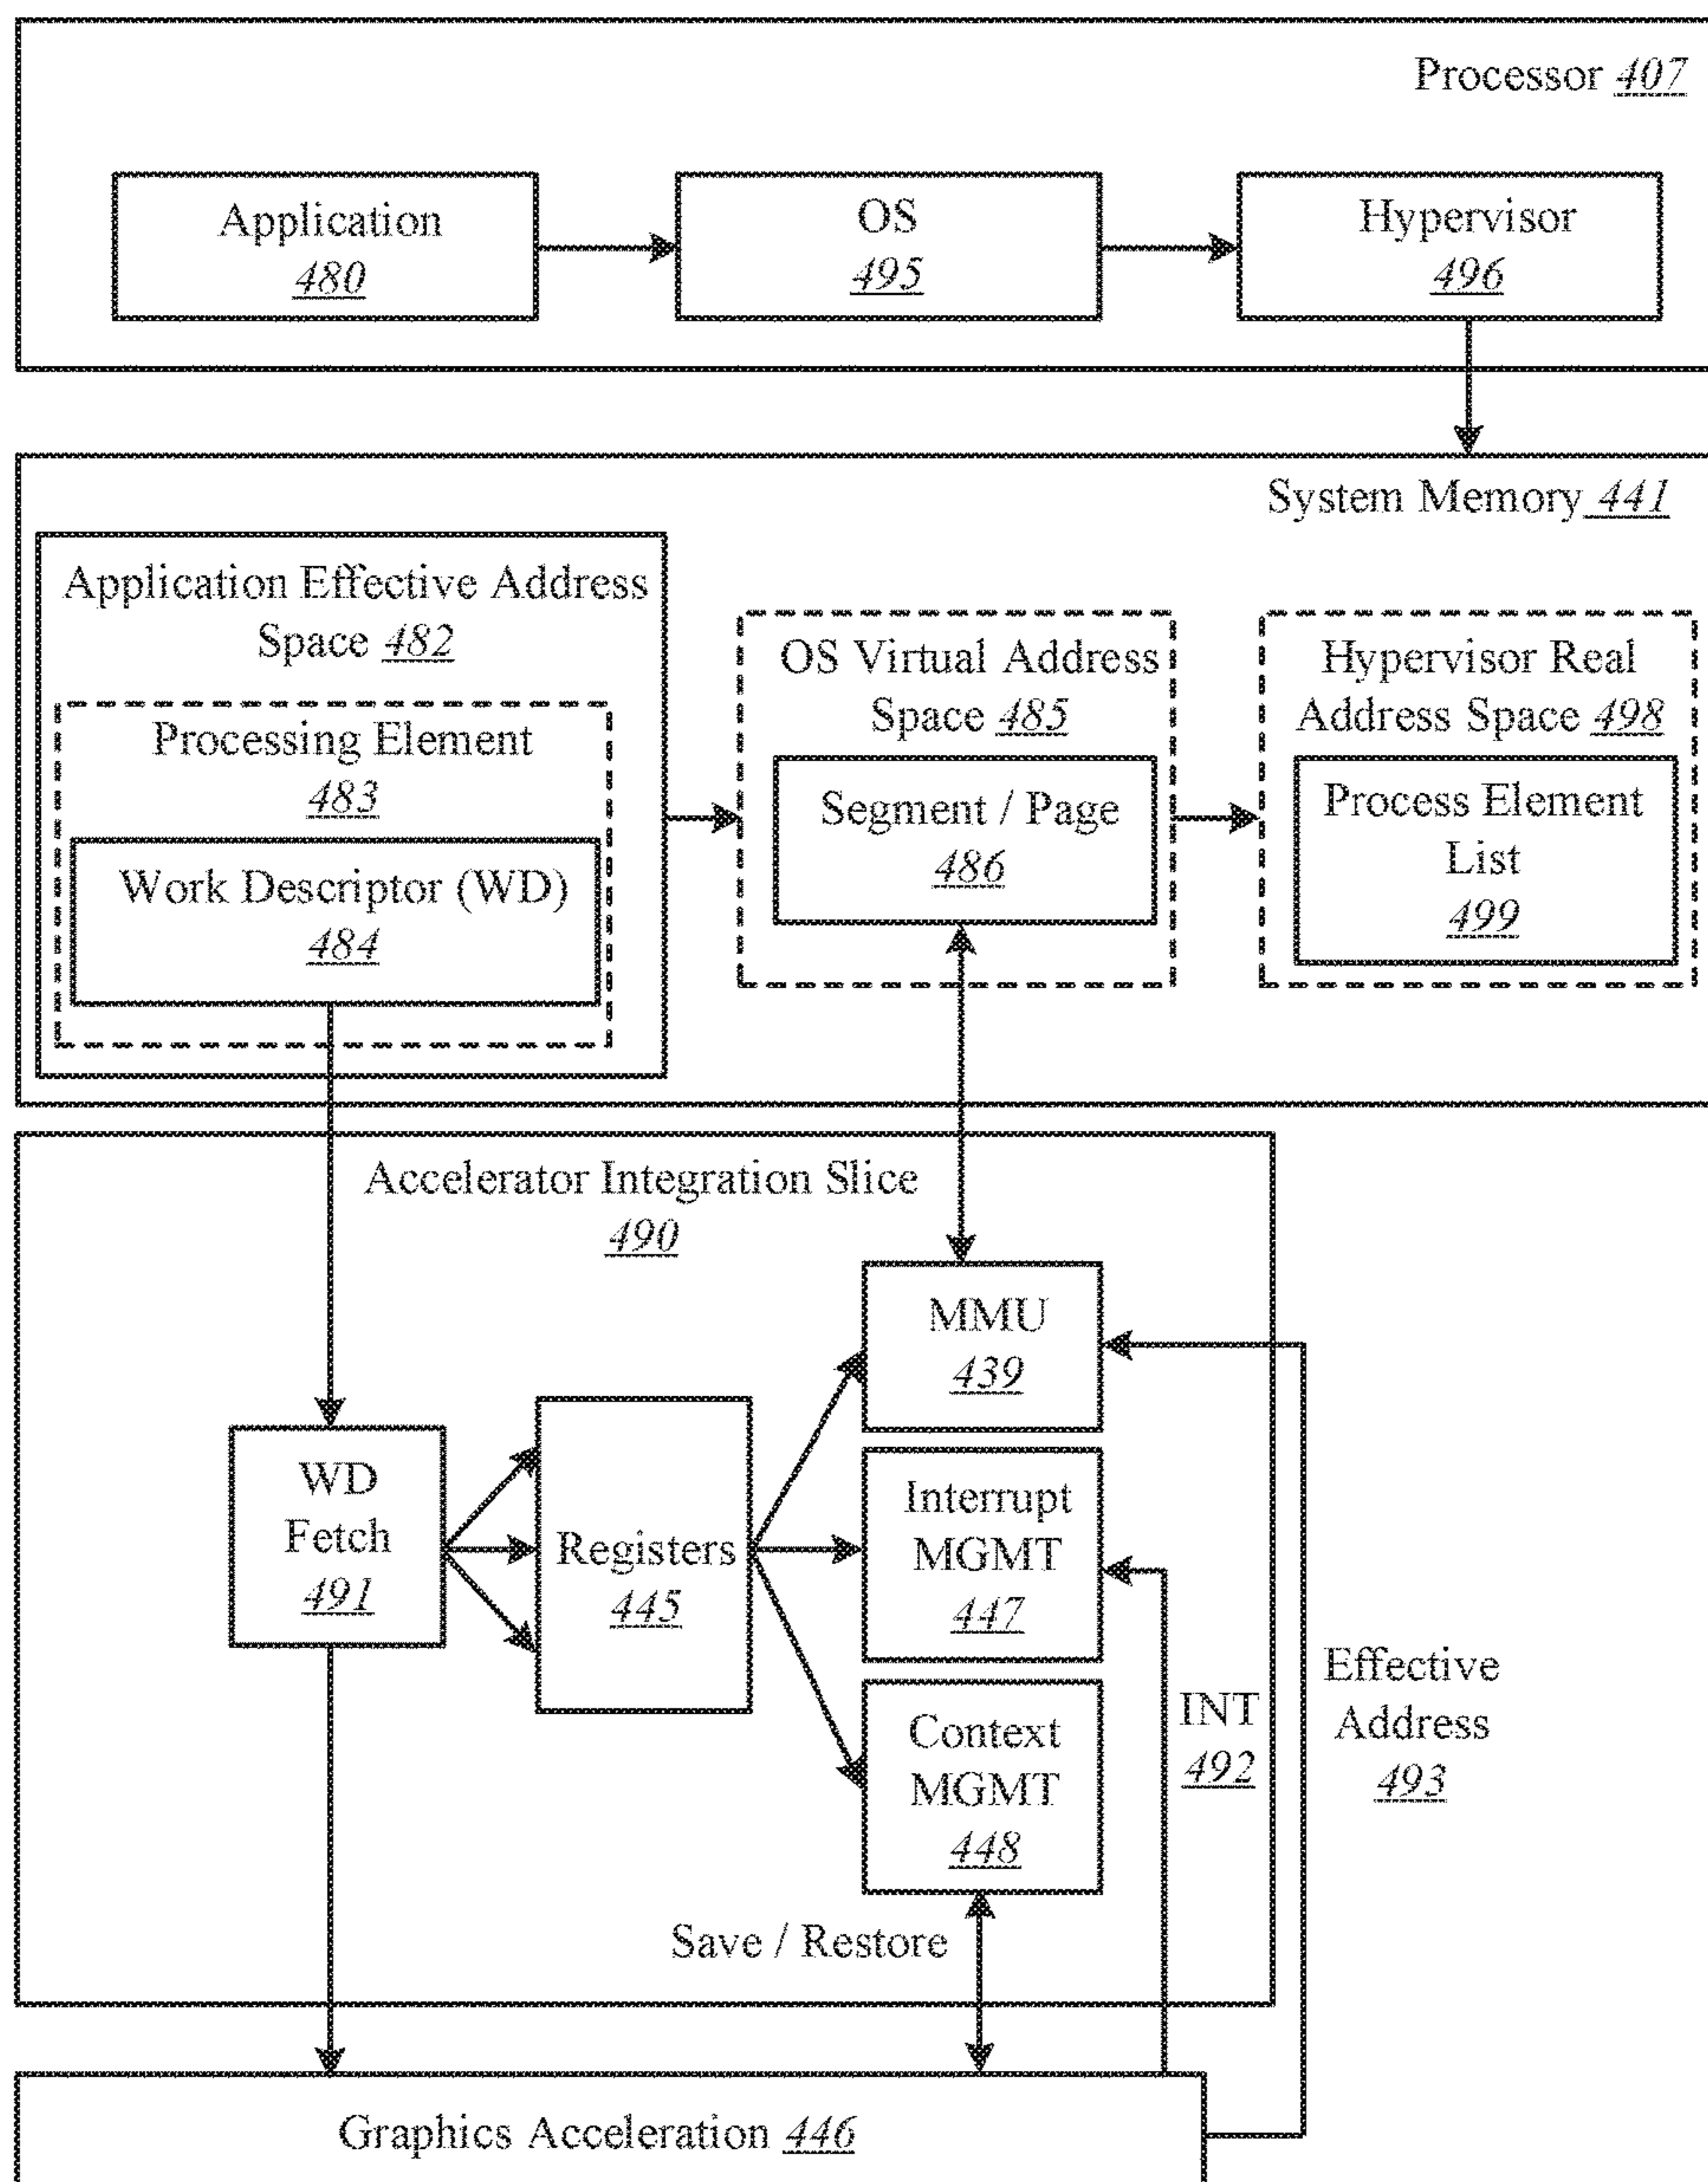 Processor 407
Application
480
OS
495
Hypervisor
496
System Memory 441
Application Effective Address
Space 482
Processing Element
483
Work Descriptor (WD)
484
OS Virtual Address
Space 485
Segment / Page
486
Hypervisor Real
Address Space 498
Process Element
List
499
Accelerator Integration Slice
490
MMU
439
WD
Fetch
491
Registers
445
Interrupt
MGMT
447
Context
MGMT
448
INT
492
Effective
Address
493
Save / Restore
Graphics Acceleration 446